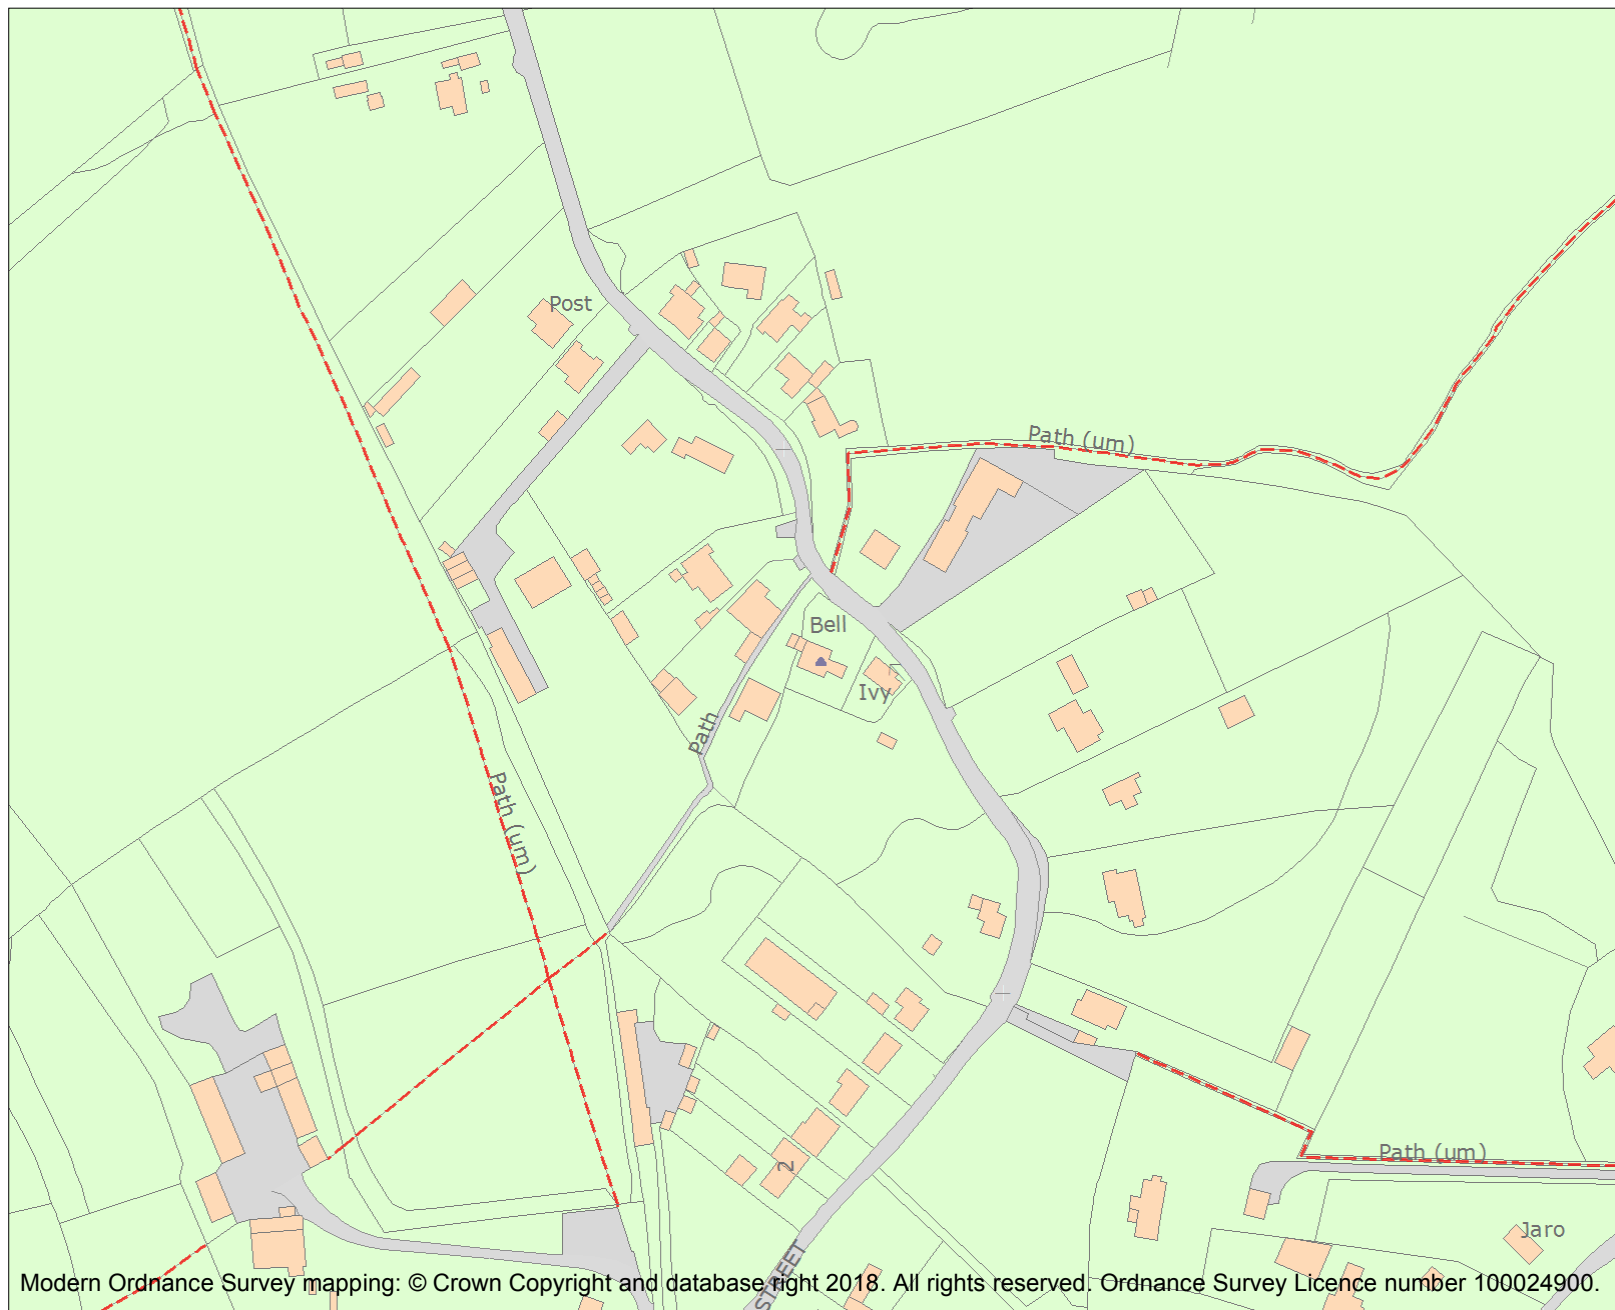 Post
Path (um)
Bell
Ivy
Path
Path (um)
Path (um)
2
Jaro
STREET
Modern Ordnance Survey mapping: © Crown Copyright and database right 2018. All rights reserved. Ordnance Survey Licence number 100024900.